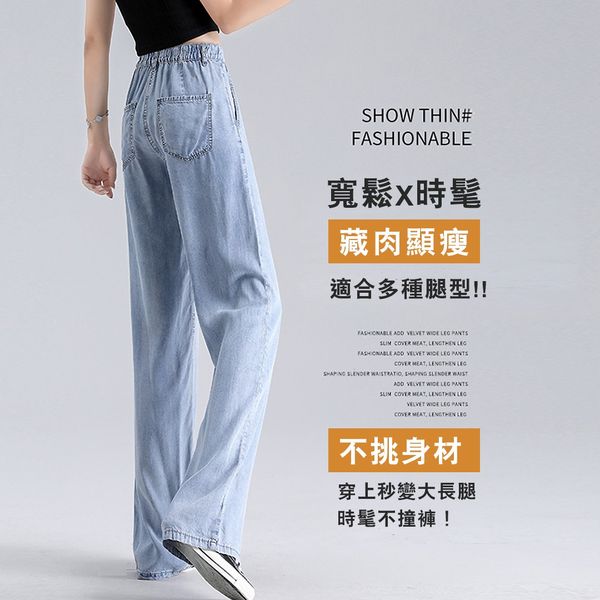 SHOW THIN#
FASHIONABLE
寬鬆x時髦
藏肉顯瘦
適合多種腿型!!
FASHIONABLE ADD VELVET WIDE LEG PANTS
SLIM COVER MEAT, LENGTHEN LEG
FASHIONABLE ADD VELVET WIDE LEG PANTS
COVER MEAT, LENGTHEN LEG
SHAPING SLENDER WAISTRATIO, SHAPING SLENDER WAIST
ADD VELVET WIDE LEG PANTS
SLIM COVER MEAT, LENGTHEN LEG
VELVET WIDE LEG PANTS
COVER MEAT, LENGTHEN LEG
不挑身材
穿上秒變大長腿
時髦不撞褲！